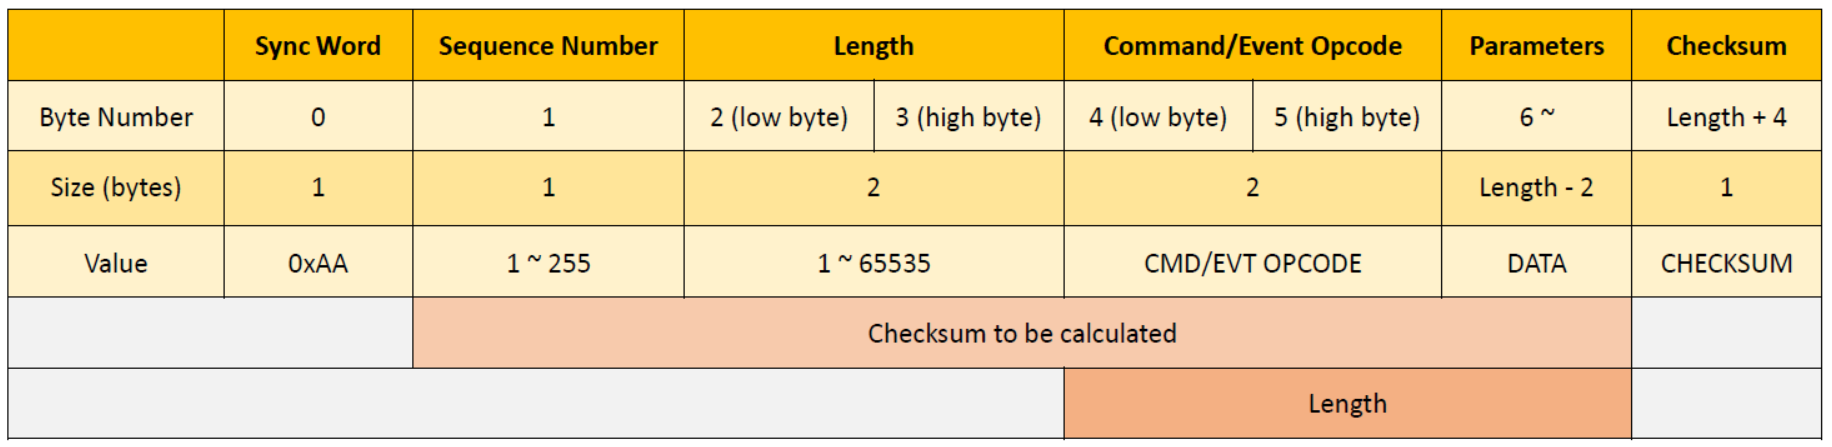 Sync Word Sequence Number Length Command/Event Opcode Parameters Checksum
Byte Number 0 1 2 (low byte) 3 (high byte) 4 (low byte) 5 (high byte) 6 ~ Length + 4
Size (bytes) 1 1 2 2 Length - 2 1
Value 0xAA 1 ~ 255 1 ~ 65535 CMD/EVT OPCODE DATA CHECKSUM
Checksum to be calculated
Length